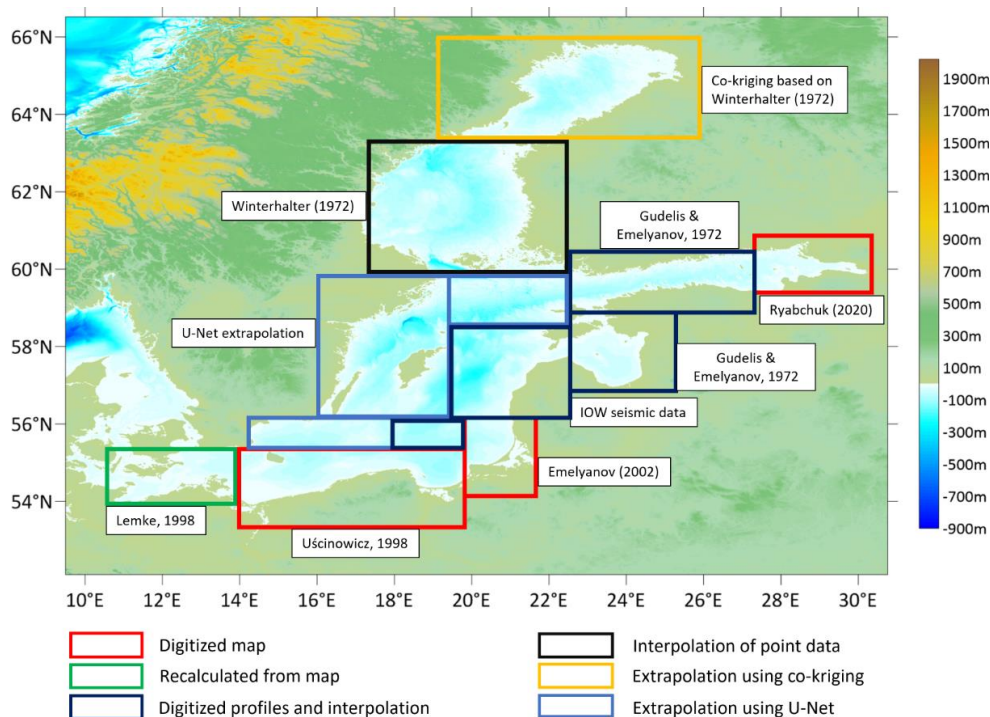 66°N
64°N
62°N
60°N
58°N
56°N
54°N
10°E
12°E
14°E
16°E
18°E
20°E
22°E
24°E
26°E
28°E
30°E
Co-kriging based on
Winterhalter (1972)
Winterhalter (1972)
Gudelis &
Emelyanov, 1972
Ryabchuk (2020)
U-Net extrapolation
Gudelis &
Emelyanov, 1972
IOW seismic data
Emelyanov (2002)
Lemke, 1998
Uścinowicz, 1998
1900m
1700m
1500m
1300m
1100m
900m
700m
500m
300m
100m
-100m
-300m
-500m
-700m
-900m
Digitized map
Recalculated from map
Digitized profiles and interpolation
Interpolation of point data
Extrapolation using co-kriging
Extrapolation using U-Net